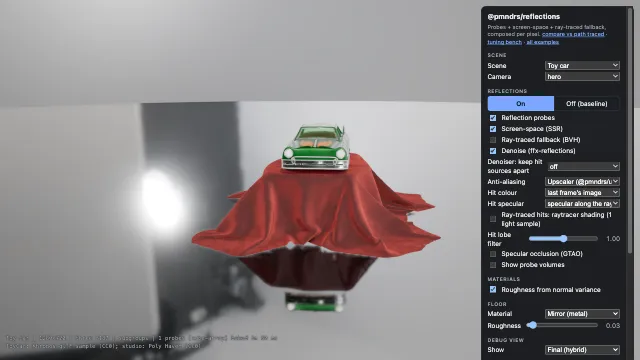 @pmndrs/reflections
Probes + screen-space + ray-traced fallback,
composed per pixel. compare vs path traced ·
tuning bench · all examples
SCENE
Scene Toy car
Camera hero
REFLECTIONS
On Off (baseline)
Reflection probes
Screen-space (SSR)
Ray-traced fallback (BVH)
Denoise (ffx-reflections)
Denoiser: keep hit
sources apart off
Anti-aliasing Upscaler (@pmndrs/u
Hit colour last frame's image
Hit specular specular along the ray
Ray-traced hits: raytracer shading (1
light sample)
Hit lobe
filter 1.00
Specular occlusion (GTAO)
Show probe volumes
MATERIALS
Roughness from normal variance
FLOOR
Material Mirror (metal)
Roughness 0.03
DEBUG VIEW
Show Final (hybrid)